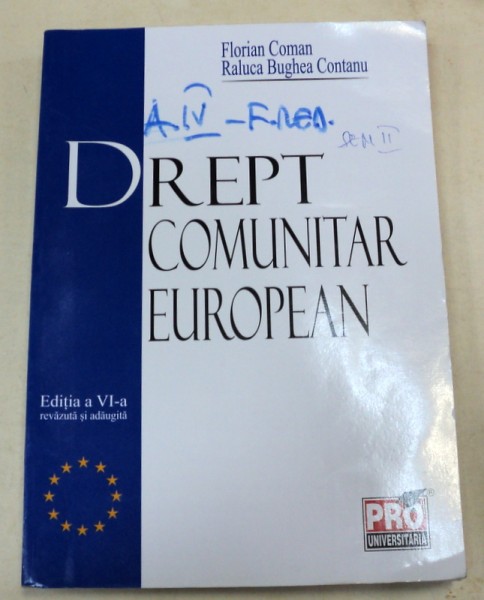 Florian Coman
Raluca Bughea Contanu
A.IV - F.RED.
SEM II
DREPT
COMUNITAR
EUROPEAN
Ediția a VI-a
revăzută și adăugită
PRO
UNIVERSITARIA